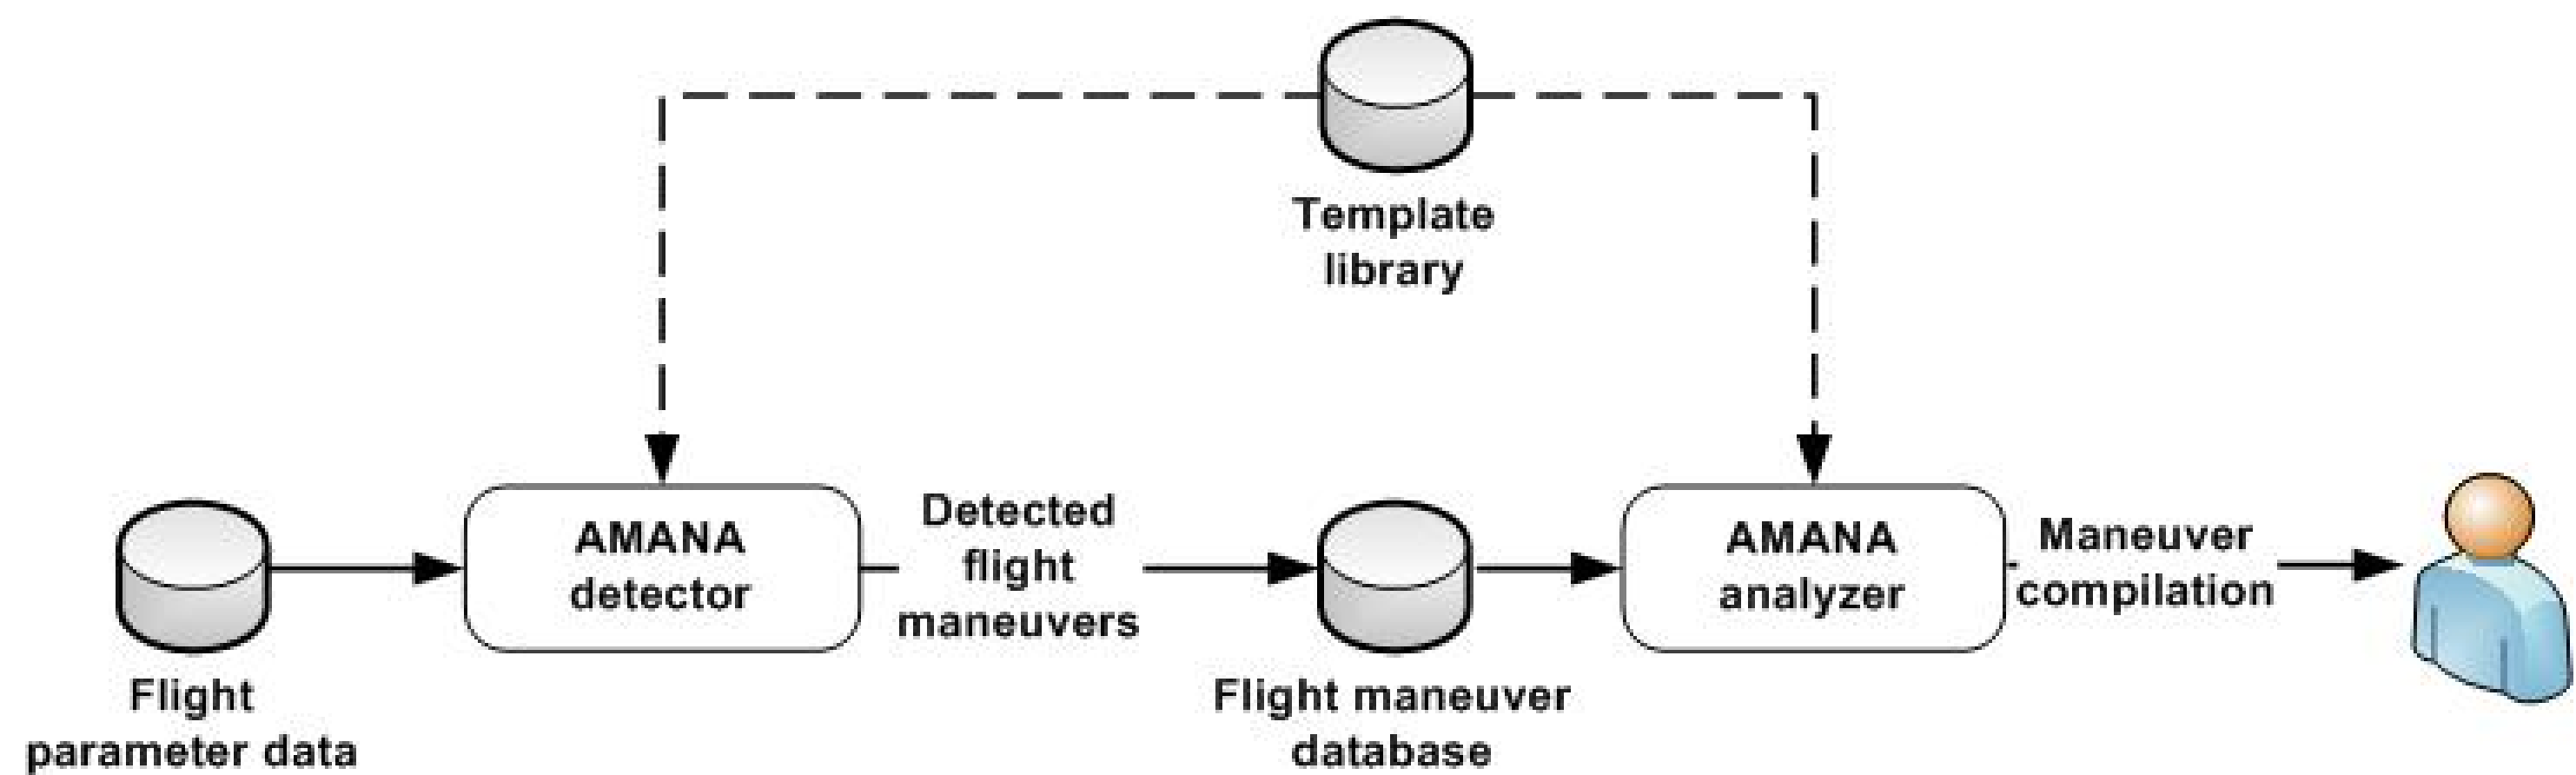 Template
library
AMANA
detector
Detected
flight
maneuvers
AMANA
analyzer
Maneuver
compilation
Flight
parameter data
Flight maneuver
database